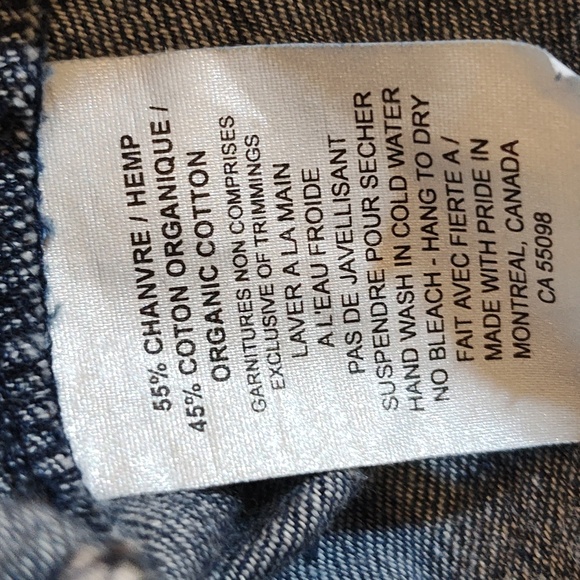 55% CHANVRE / HEMP
45% COTON ORGANIQUE /
ORGANIC COTTON
GARNITURES NON COMPRISES
EXCLUSIVE OF TRIMMINGS
LAVER A LA MAIN
A L'EAU FROIDE
PAS DE JAVELLISANT
SUSPENDRE POUR SECHER
HAND WASH IN COLD WATER
NO BLEACH - HANG TO DRY
FAIT AVEC FIERTE A /
MADE WITH PRIDE IN
MONTREAL, CANADA
CA 55098